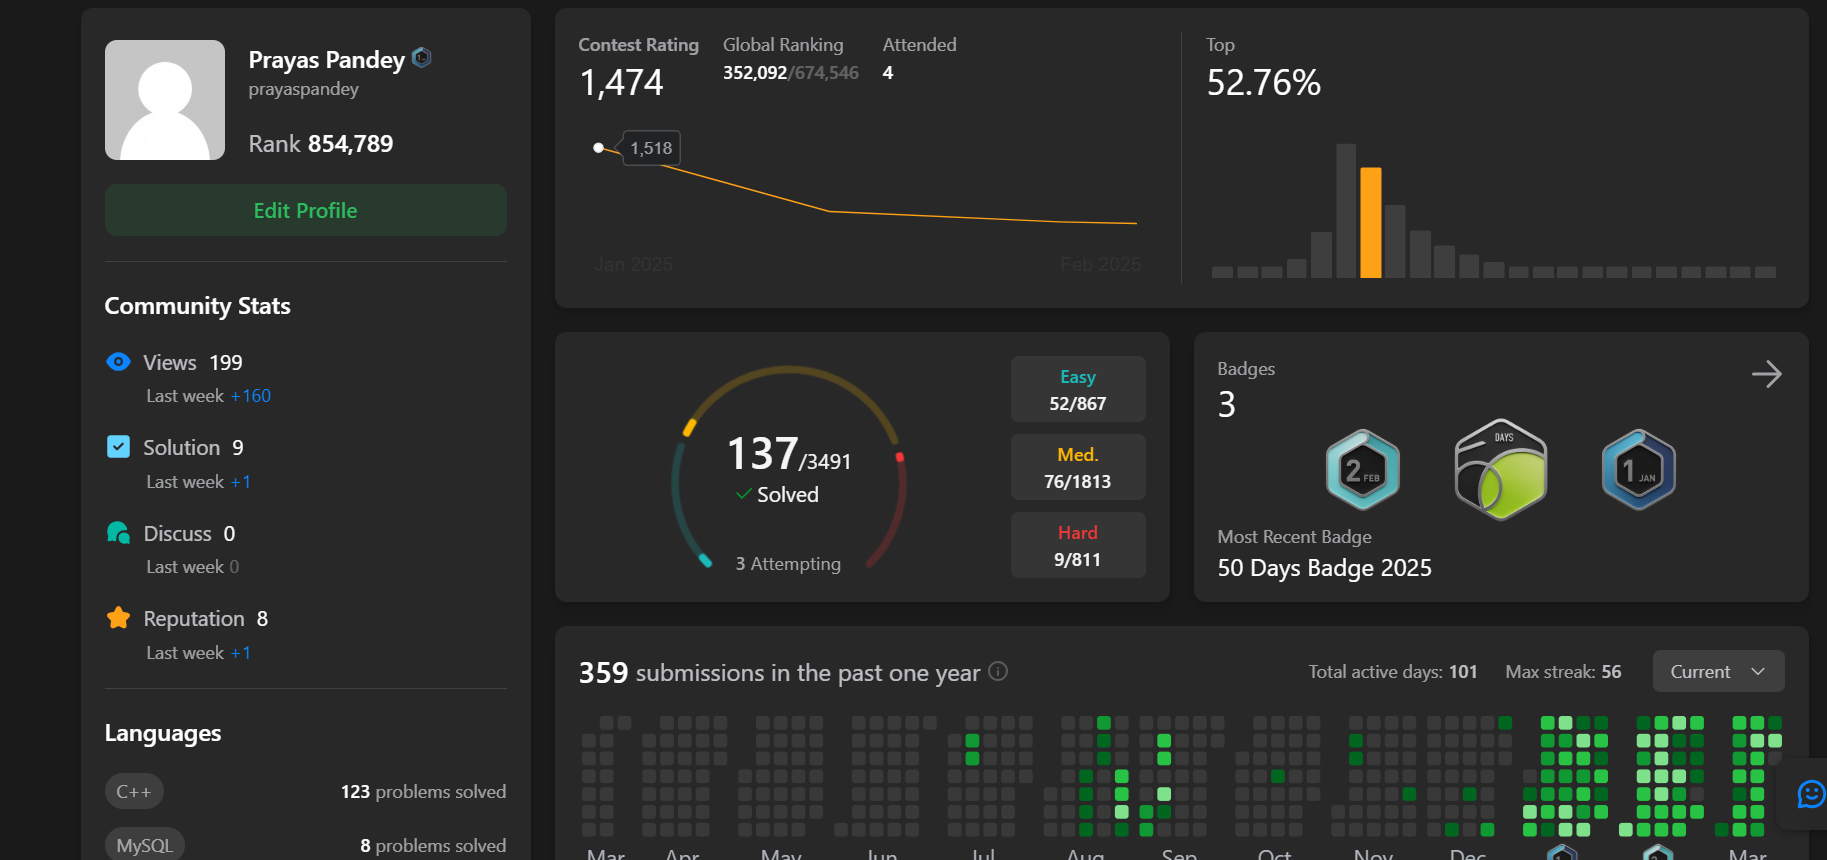 Prayas Pandey
prayaspandey
Rank 854,789
Edit Profile
Community Stats
Views 199
Last week +160
Solution 9
Last week +1
Discuss 0
Last week 0
Reputation 8
Last week +1
Languages
C++ 123 problems solved
MySQL 8 problems solved
Contest Rating Global Ranking Attended
1,474 352,092/674,546 4
1,518
Jan 2025 Feb 2025
Top
52.76%
137/3491
Solved
3 Attempting
Easy
52/867
Med.
76/1813
Hard
9/811
Badges
3
2 FEB
DAYS
1 JAN
Most Recent Badge
50 Days Badge 2025
359 submissions in the past one year
Total active days: 101 Max streak: 56 Current
Mar Apr May Jun Jul Aug Sep Oct Nov Dec Mar